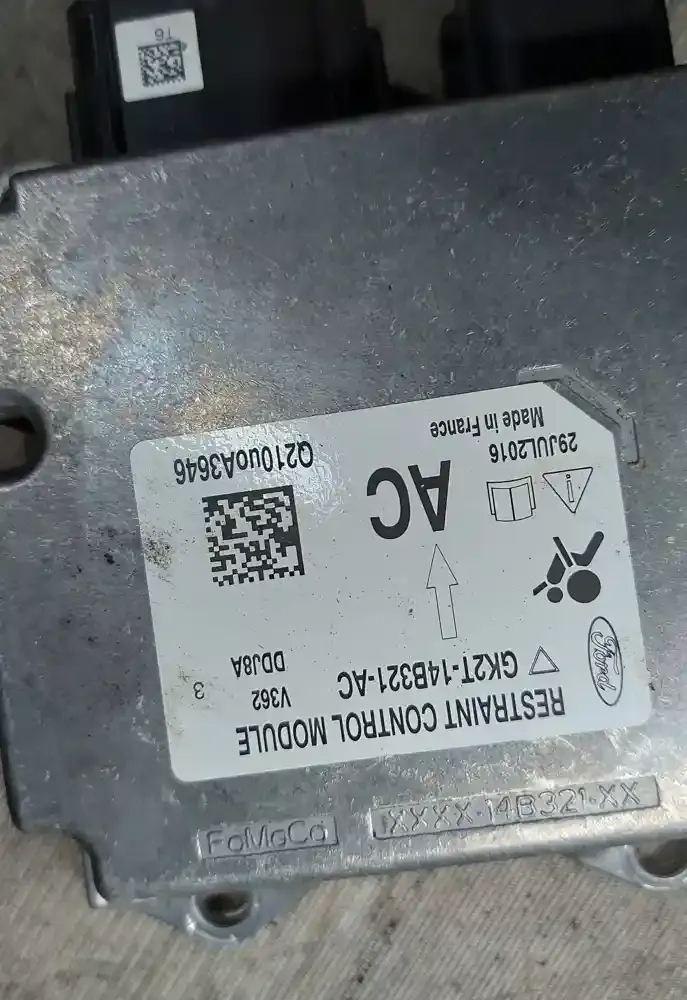 Ford
RESTRAINT CONTROL MODULE
GK2T-14B321-AC
V362
DDJ8A
3
AC
29JUL2016
Made in France
Q210uoA3646
FoMoCo
XXXX-14B321-XX